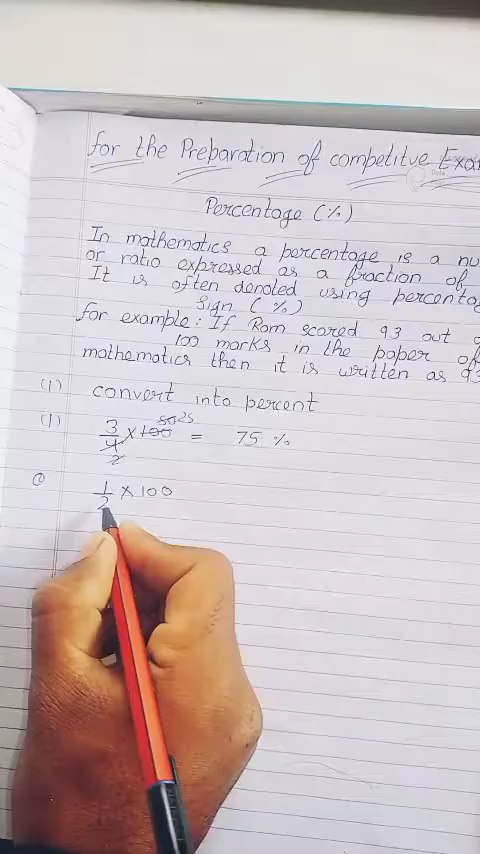 for the Preparation of competitve Exa
Percentage (%)
In mathematics a percentage is a nu
or ratio expressed as a fraction of
It is often denoted using percenta
Sign (%)
for example: If Ram scored 93 out o
100 marks in the paper of
mathematics then it is written as 93
(1) convert into percent
(1) 3/4 × 100 50 25 = 75 %
2
② 1/2 × 100